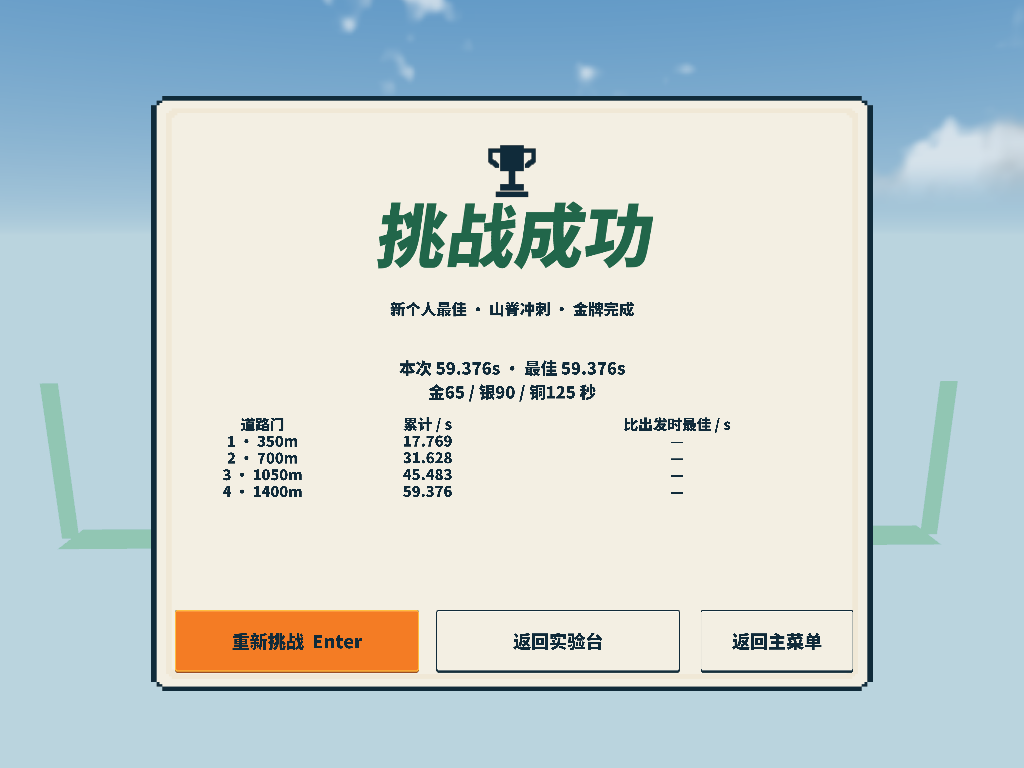 挑战成功
新个人最佳 · 山脊冲刺 · 金牌完成
本次 59.376s · 最佳 59.376s
金65 / 银90 / 铜125 秒
道路门 累计 / s 比出发时最佳 / s
1 · 350m 17.769 —
2 · 700m 31.628 —
3 · 1050m 45.483 —
4 · 1400m 59.376 —
重新挑战 Enter 返回实验台 返回主菜单